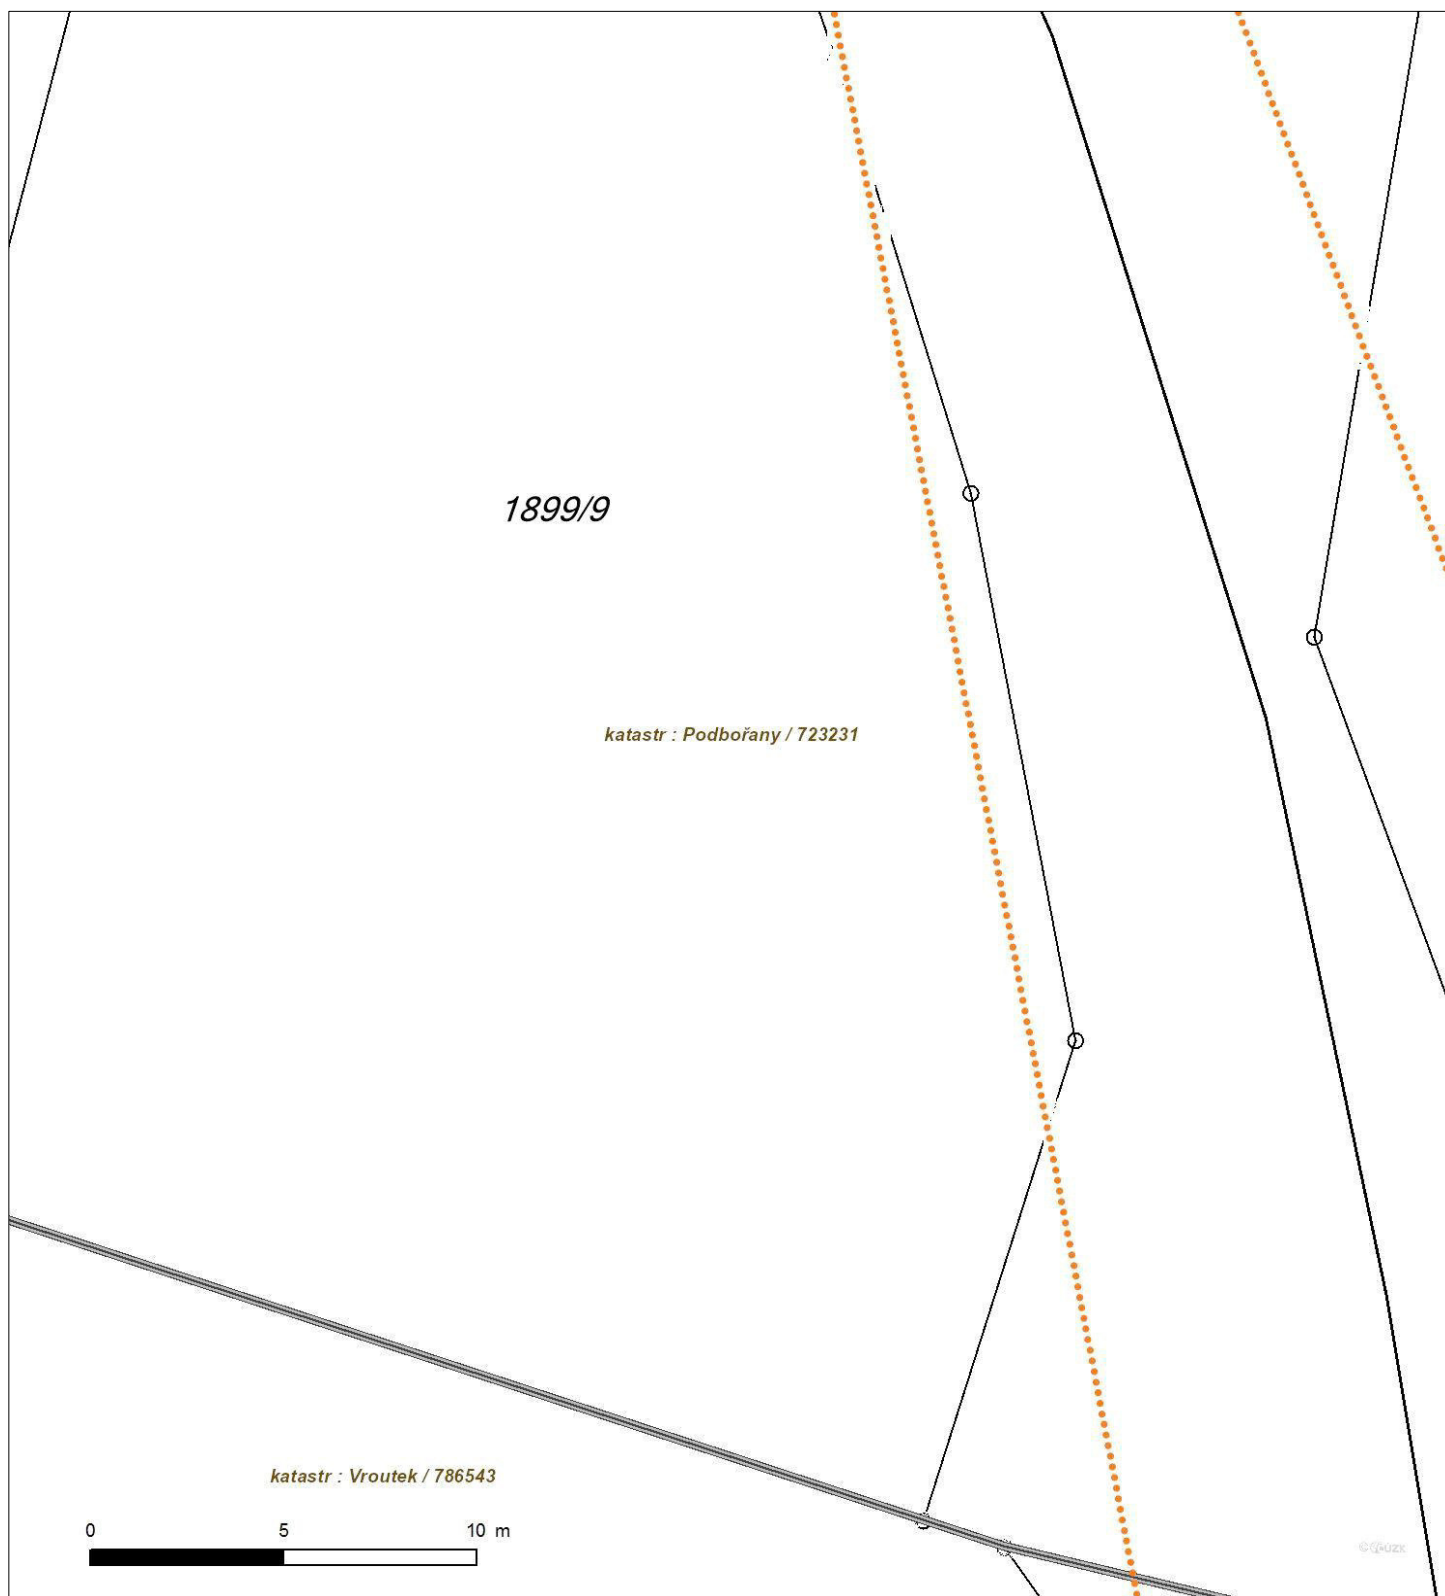 1899/9
katastr : Podbořany / 723231
katastr : Vroutek / 786543
0 5 10 m